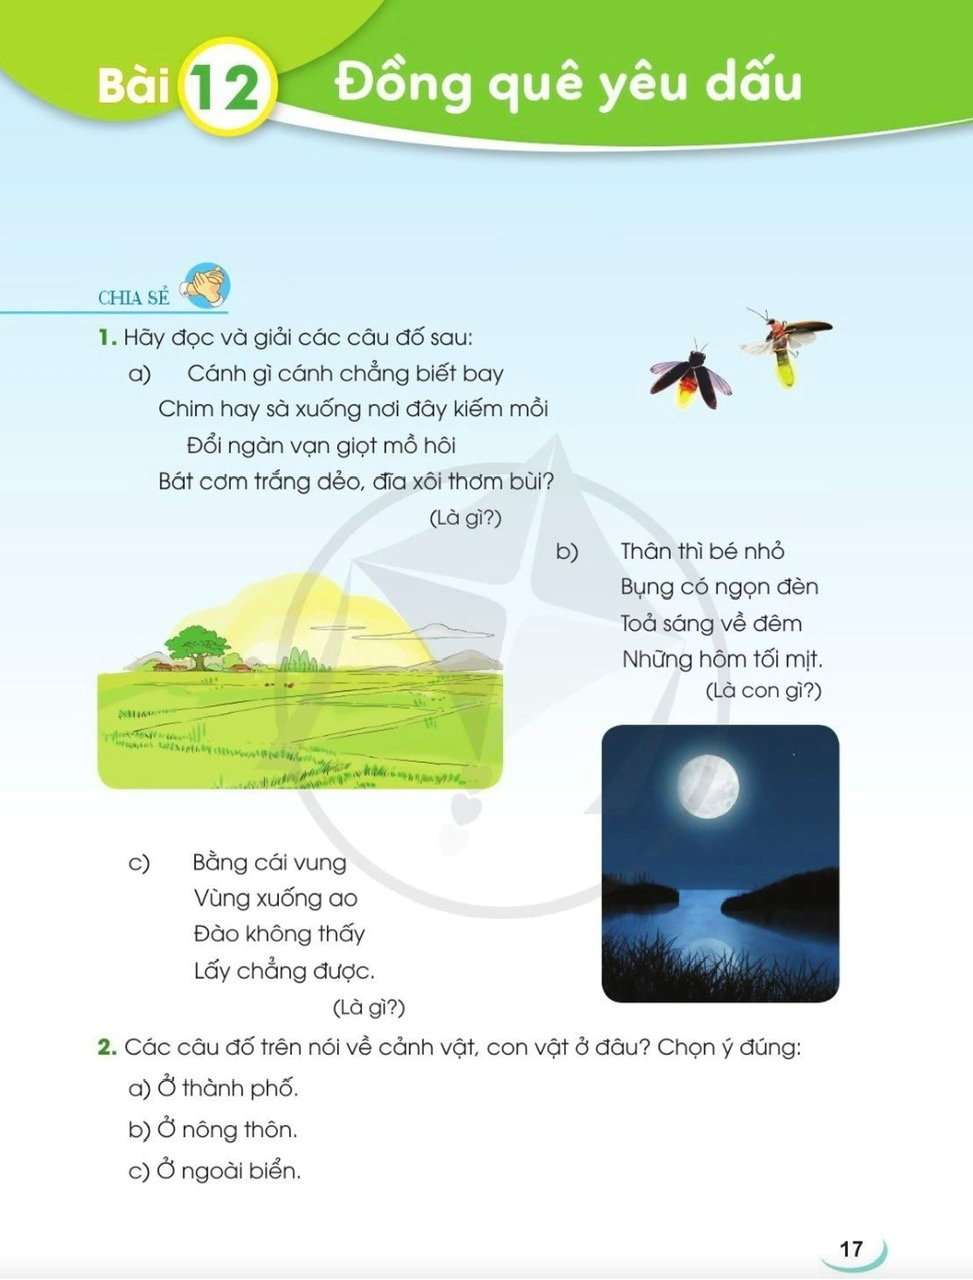 Bài 12 Đồng quê yêu dấu
CHIA SẺ
1. Hãy đọc và giải các câu đố sau:
a) Cánh gì cánh chẳng biết bay
Chim hay sà xuống nơi đây kiếm mồi
Đổi ngàn vạn giọt mồ hôi
Bát cơm trắng dẻo, đĩa xôi thơm bùi?
(Là gì?)
b) Thân thì bé nhỏ
Bụng có ngọn đèn
Toả sáng về đêm
Những hôm tối mịt.
(Là con gì?)
c) Bằng cái vung
Vùng xuống ao
Đào không thấy
Lấy chẳng được.
(Là gì?)
2. Các câu đố trên nói về cảnh vật, con vật ở đâu? Chọn ý đúng:
a) Ở thành phố.
b) Ở nông thôn.
c) Ở ngoài biển.
17